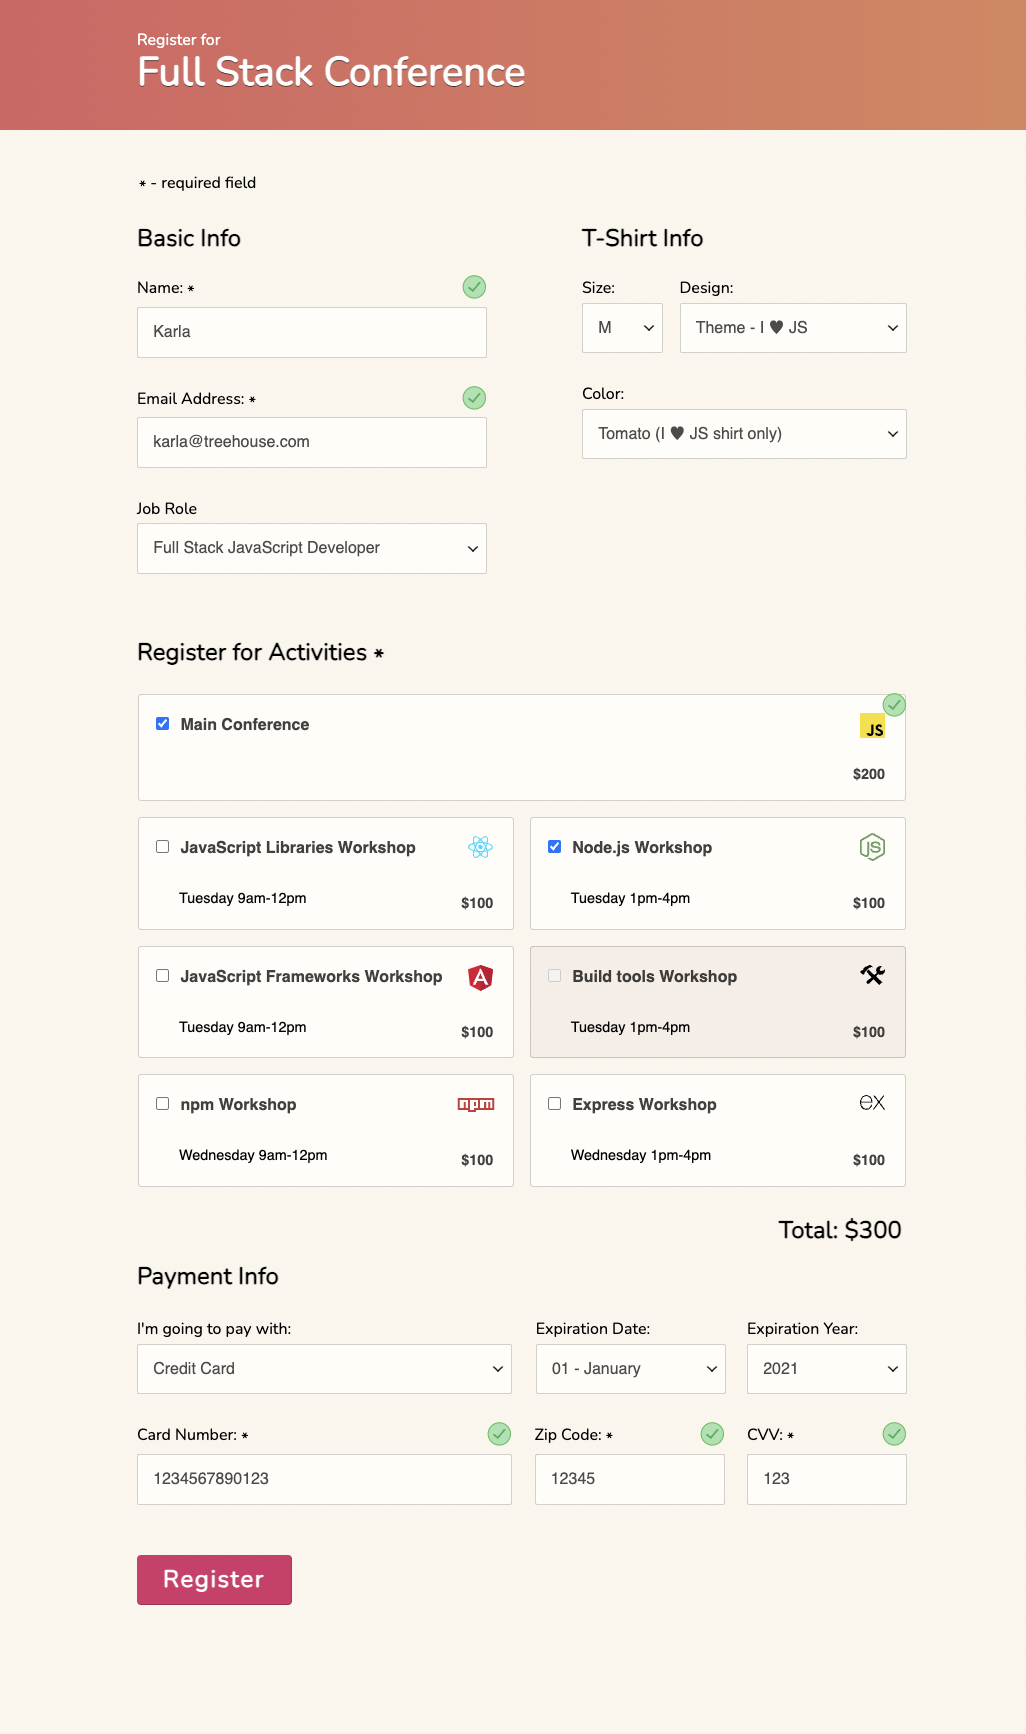 Register for
Full Stack Conference
* - required field
Basic Info
Name: *
Karla
Email Address: *
karla@treehouse.com
Job Role
Full Stack JavaScript Developer
T-Shirt Info
Size:
Design:
M
Theme - I ♥ JS
Color:
Tomato (I ♥ JS shirt only)
Register for Activities *
Main Conference
JS
$200
JavaScript Libraries Workshop
Tuesday 9am-12pm
$100
Node.js Workshop
JS
Tuesday 1pm-4pm
$100
JavaScript Frameworks Workshop
A
Tuesday 9am-12pm
$100
Build tools Workshop
Tuesday 1pm-4pm
$100
npm Workshop
npm
Wednesday 9am-12pm
$100
Express Workshop
ex
Wednesday 1pm-4pm
$100
Total: $300
Payment Info
I'm going to pay with:
Expiration Date:
Expiration Year:
Credit Card
01 - January
2021
Card Number: *
Zip Code: *
CVV: *
1234567890123
12345
123
Register